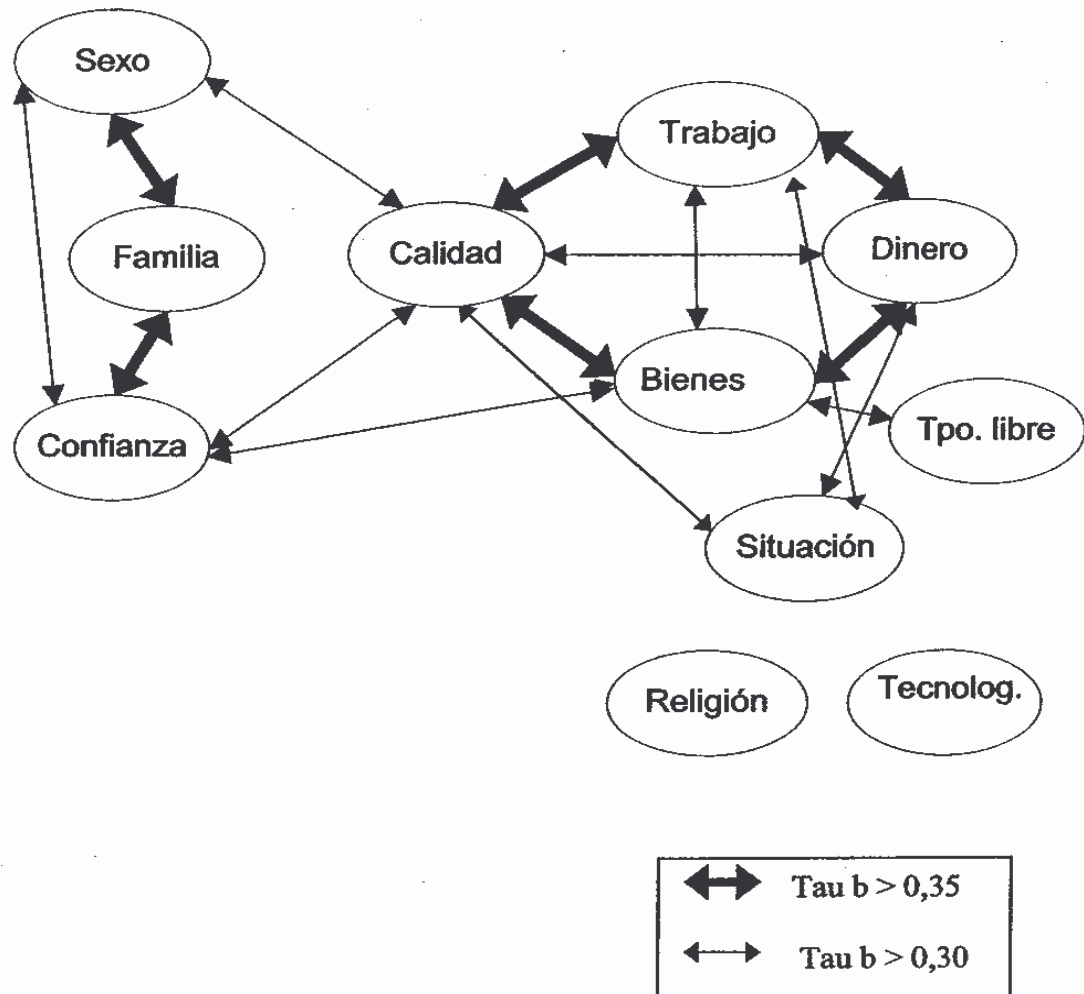 Sexo
Trabajo
Familia
Calidad
Dinero
Bienes
Confianza
Tpo. libre
Situación
Religión
Tecnolog.
Tau b > 0,35
Tau b > 0,30